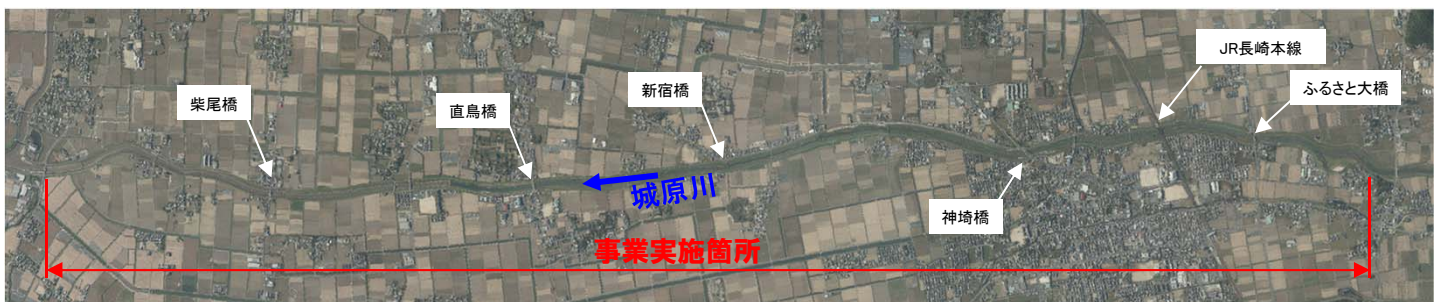 柴尾橋
直鳥橋
新宿橋
JR長崎本線
ふるさと大橋
神埼橋
城原川
事業実施箇所